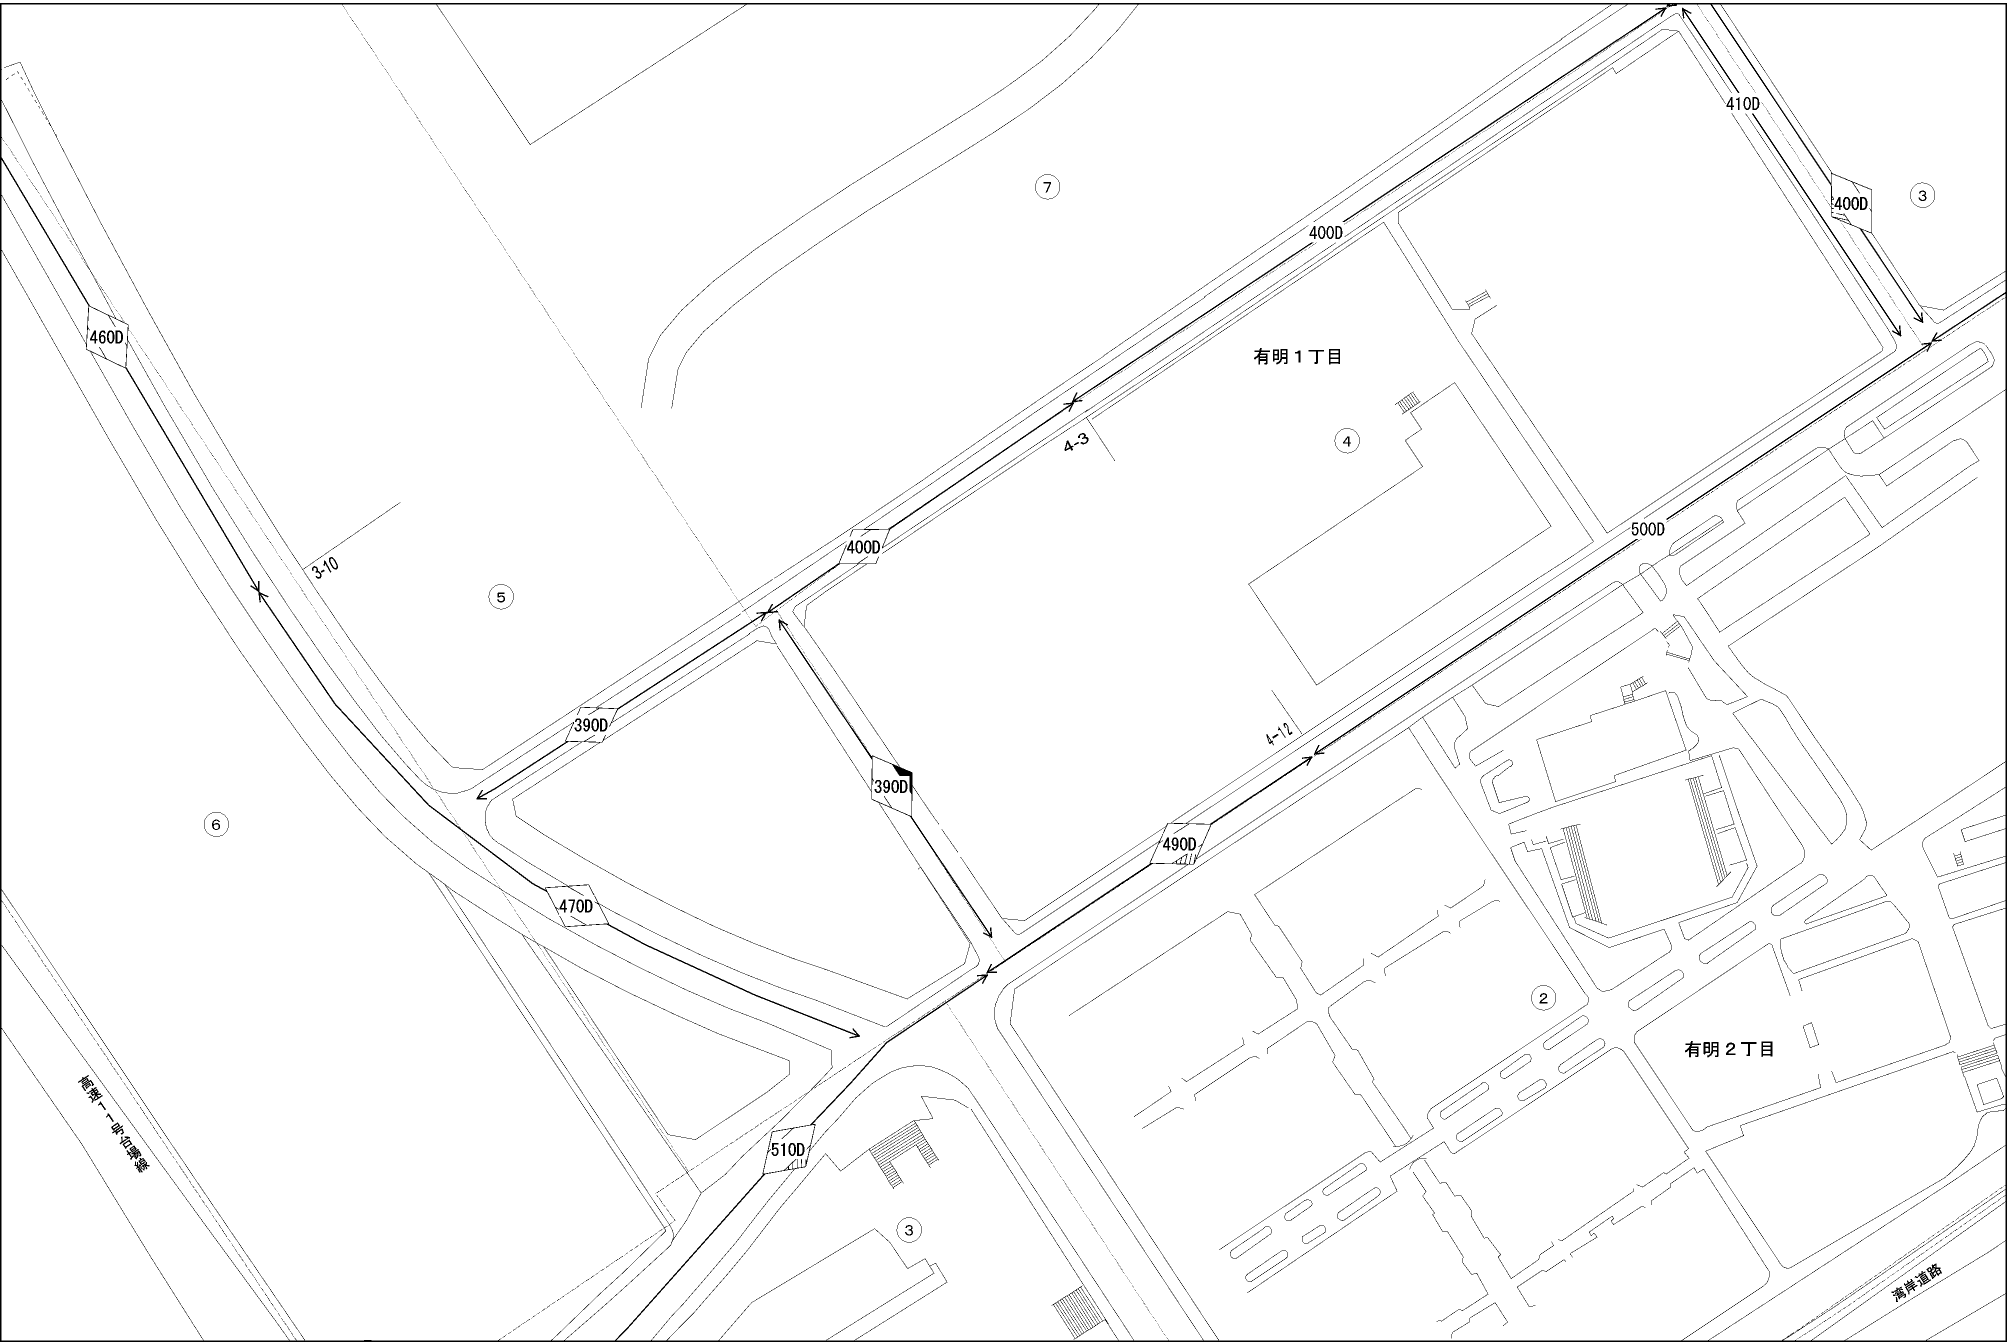 410D
⑦
③
400D
400D
460D
有明１丁目
④
4-3
500D
400D
3-10
⑤
390D
4-12
390D
⑥
490D
470D
②
有明２丁目
高速１１号台場線
510D
③
湾岸道路